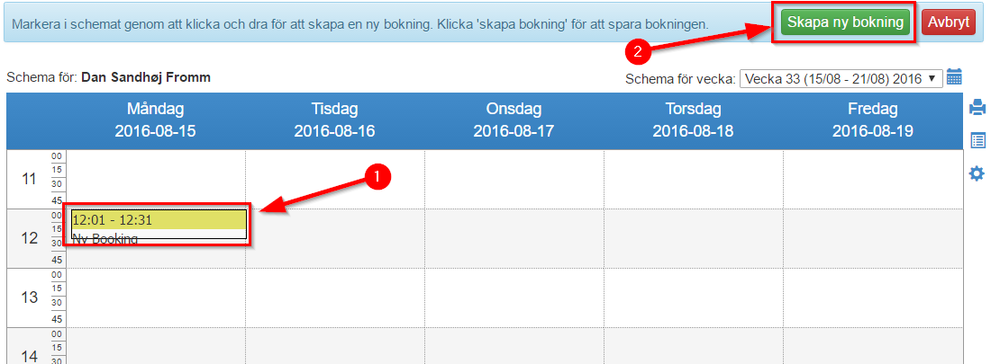 Markera i schemat genom att klicka och dra för att skapa en ny bokning. Klicka 'skapa bokning' för att spara bokningen.
Skapa ny bokning
Avbryt
2
Schema för: Dan Sandhøj Fromm
Schema för vecka: Vecka 33 (15/08 - 21/08) 2016
Måndag Tisdag Onsdag Torsdag Fredag
2016-08-15 2016-08-16 2016-08-17 2016-08-18 2016-08-19
1
11
00
15
30
45
12
00
15
30
45
12:01 - 12:31
Ny Booking
13
00
15
30
45
14
00
15
30